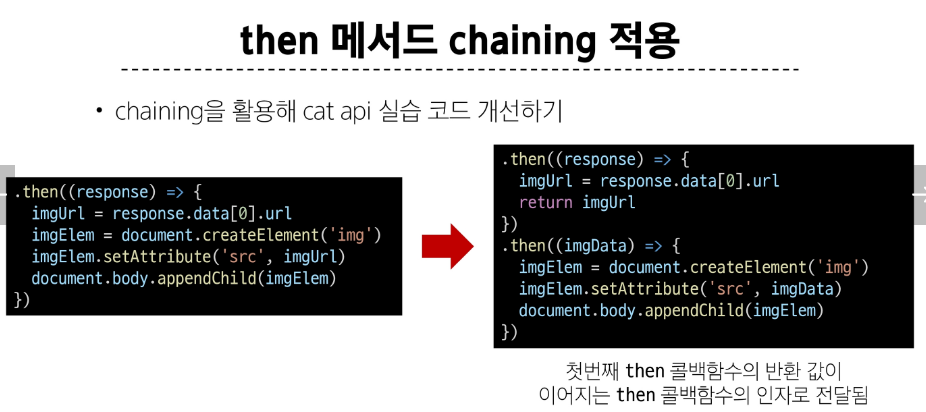 then 메서드 chaining 적용
• chaining을 활용해 cat api 실습 코드 개선하기
.then((response) => {
  imgUrl = response.data[0].url
  imgElem = document.createElement('img')
  imgElem.setAttribute('src', imgUrl)
  document.body.appendChild(imgElem)
})
.then((response) => {
  imgUrl = response.data[0].url
  return imgUrl
})
.then((imgData) => {
  imgElem = document.createElement('img')
  imgElem.setAttribute('src', imgData)
  document.body.appendChild(imgElem)
})
첫번째 then 콜백함수의 반환 값이
이어지는 then 콜백함수의 인자로 전달됨